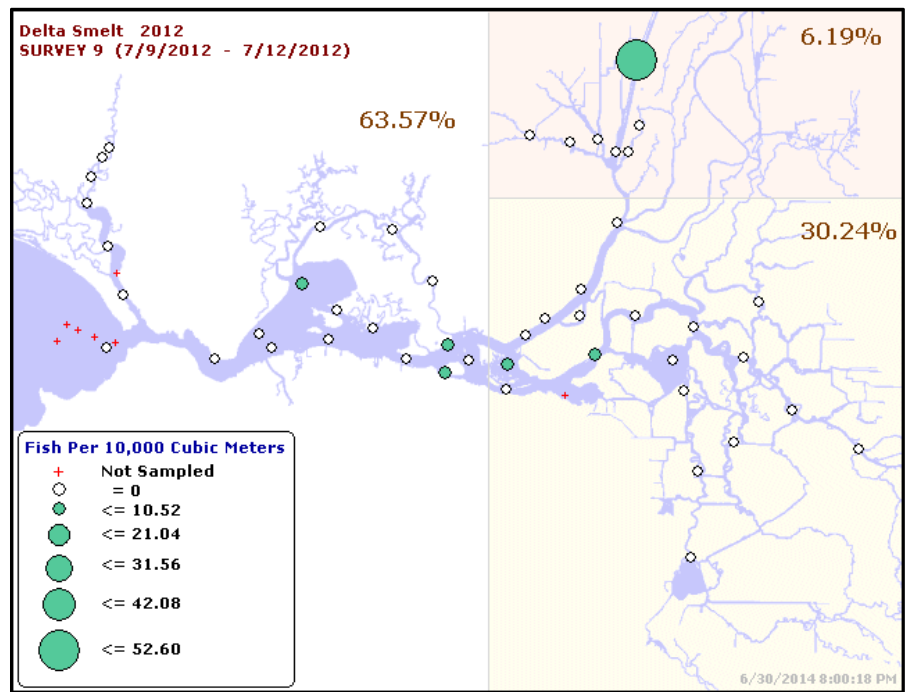 Delta Smelt 2012
SURVEY 9 (7/9/2012 - 7/12/2012)
6.19%
63.57%
30.24%
Fish Per 10,000 Cubic Meters
Not Sampled
= 0
<= 10.52
<= 21.04
<= 31.56
<= 42.08
<= 52.60
6/30/2014 8:00:18 PM